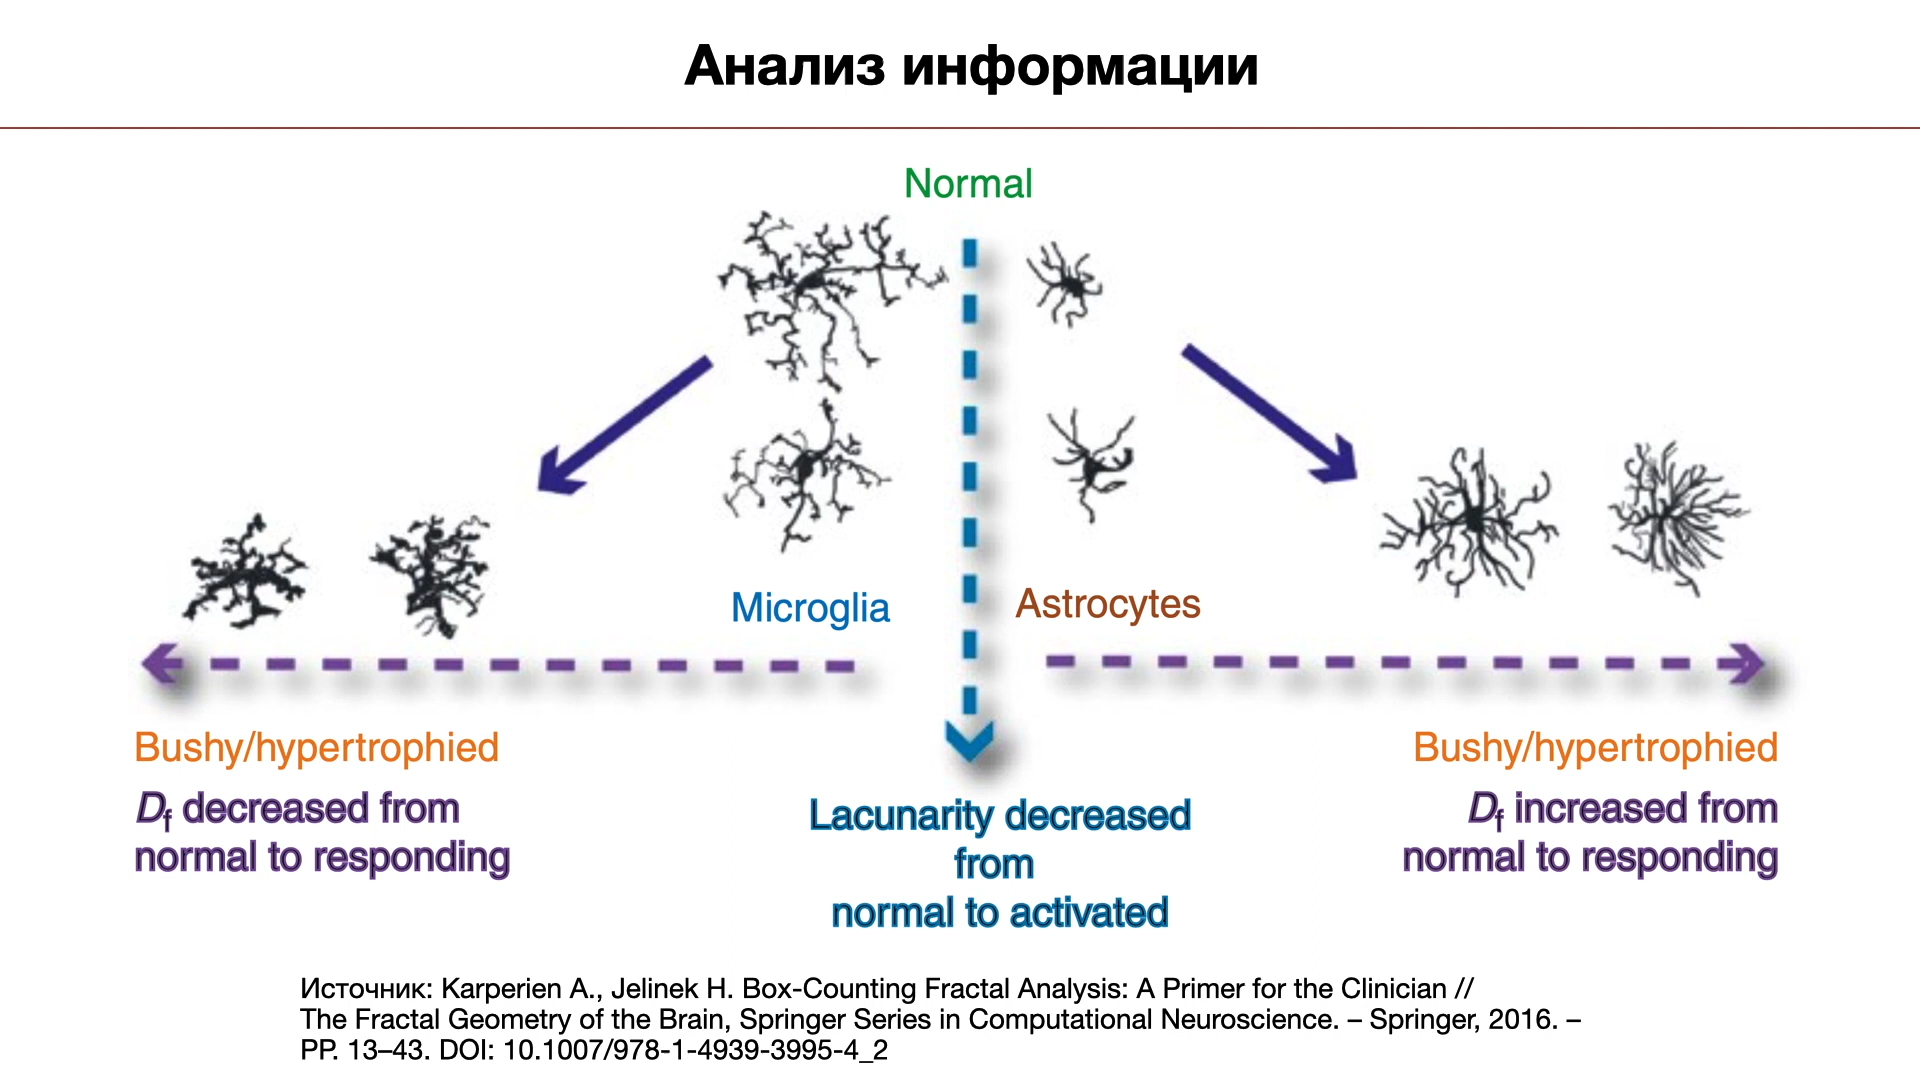 Анализ информации
Normal
Microglia
Astrocytes
Bushy/hypertrophied
Df decreased from
normal to responding
Lacunarity decreased
from
normal to activated
Bushy/hypertrophied
Df increased from
normal to responding
Источник: Karperien A., Jelinek H. Box-Counting Fractal Analysis: A Primer for the Clinician //
The Fractal Geometry of the Brain, Springer Series in Computational Neuroscience. – Springer, 2016. –
PP. 13–43. DOI: 10.1007/978-1-4939-3995-4_2